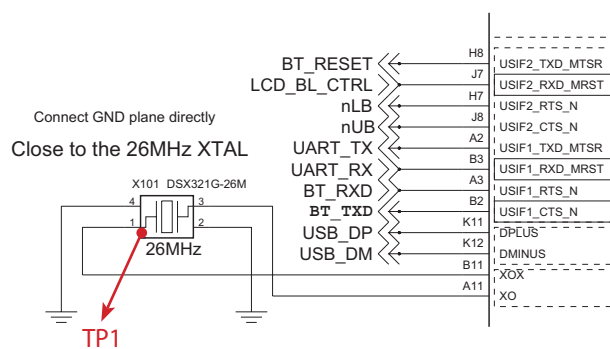 BT_RESET H8 USIF2_TXD_MTSR
LCD_BL_CTRL J7 USIF2_RXD_MRST
nLB H7 USIF2_RTS_N
nUB J8 USIF2_CTS_N
UART_TX A2 USIF1_TXD_MTSR
UART_RX B3 USIF1_RXD_MRST
BT_RXD A3 USIF1_RTS_N
BT_TXD B2 USIF1_CTS_N
USB_DP K11 DPLUS
USB_DM K12 DMINUS
B11 XOX
A11 XO
Connect GND plane directly
Close to the 26MHz XTAL
X101 DSX321G-26M
4 3
1 2
26MHz
TP1